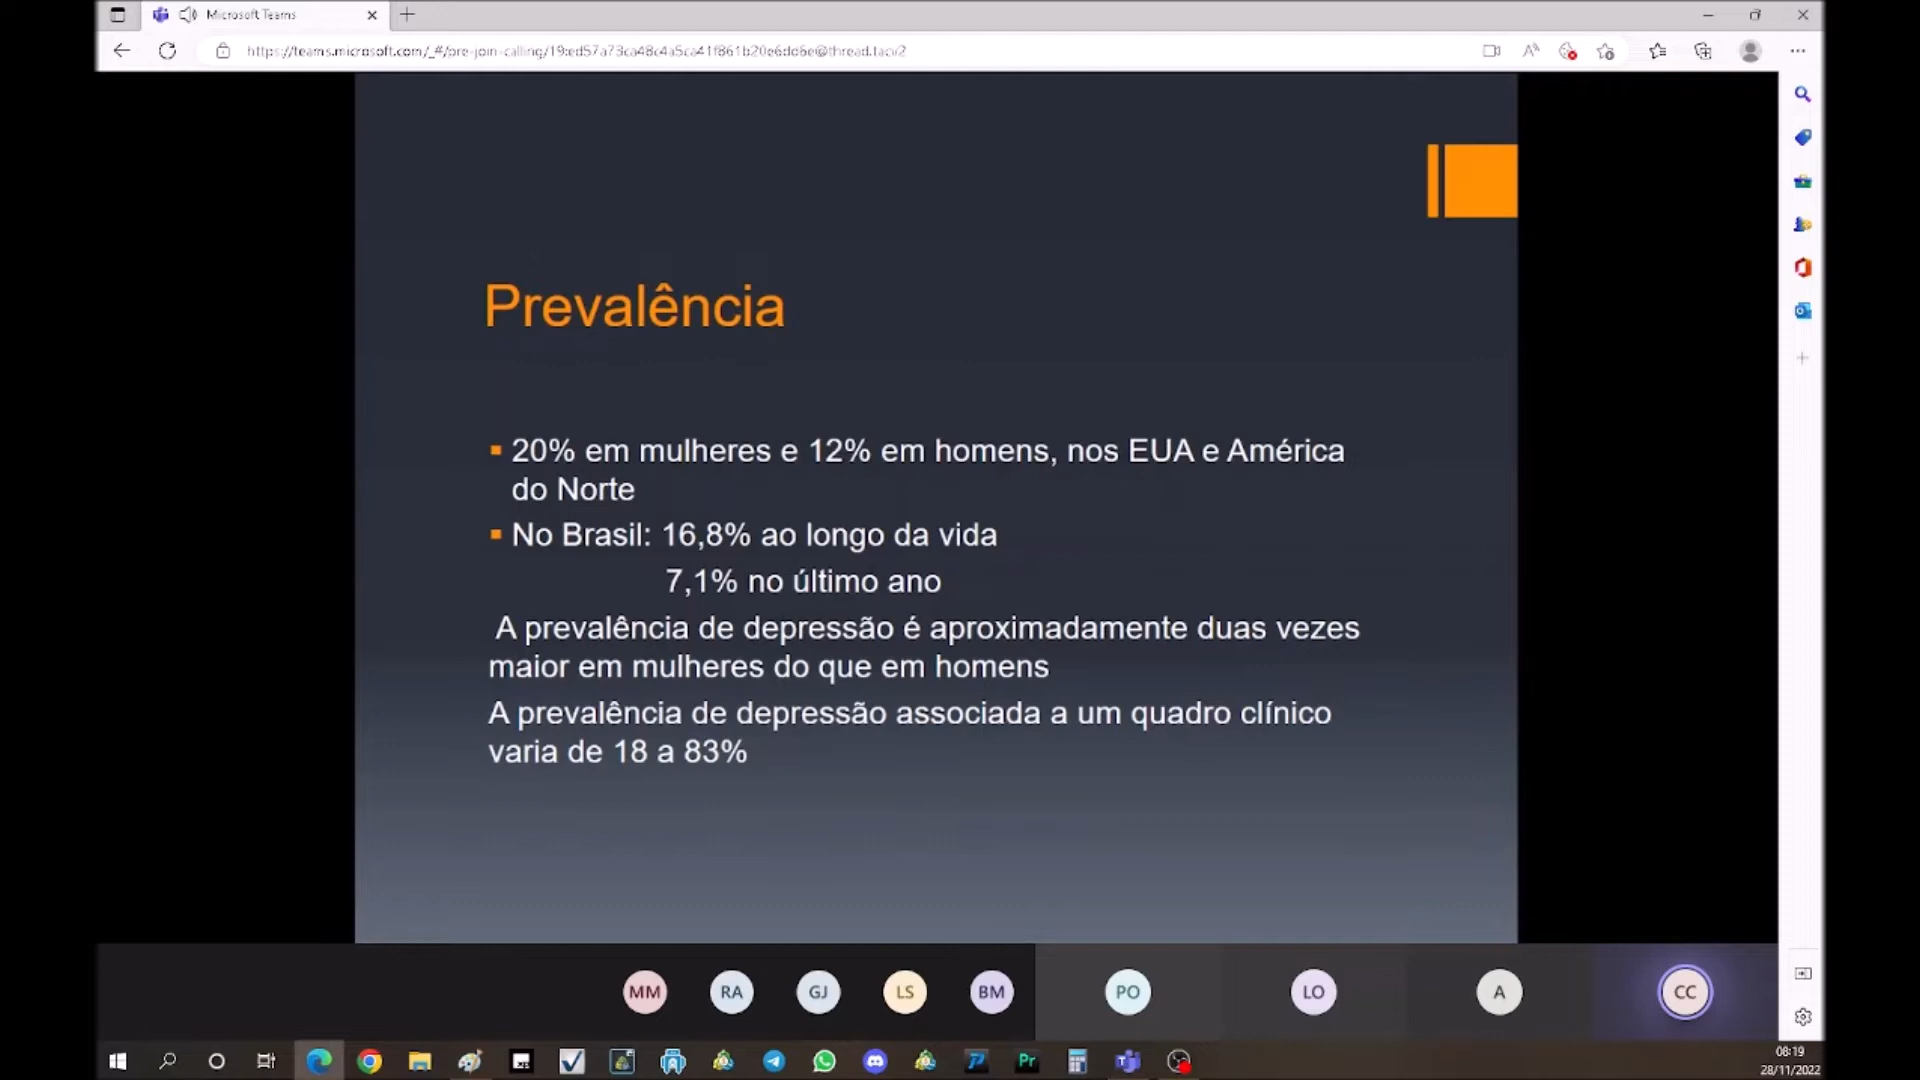 Microsoft Teams
Prevalência
20% em mulheres e 12% em homens, nos EUA e América
do Norte
No Brasil: 16,8% ao longo da vida
7,1% no último ano
A prevalência de depressão é aproximadamente duas vezes
maior em mulheres do que em homens
A prevalência de depressão associada a um quadro clínico
varia de 18 a 83%
MM RA GJ LS BM PO LO A CC
Pr
08:19
28/11/2022